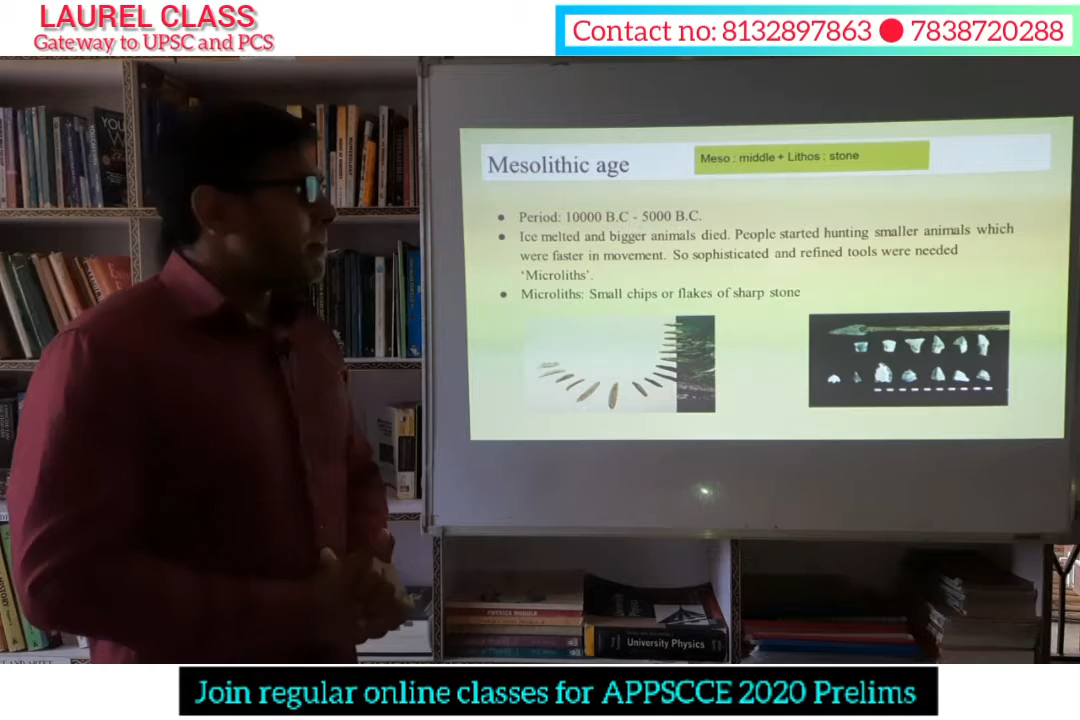 LAUREL CLASS
Gateway to UPSC and PCS
Contact no: 8132897863 🔴 7838720288
Mesolithic age
Meso : middle + Lithos : stone
• Period: 10000 B.C - 5000 B.C.
• Ice melted and bigger animals died. People started hunting smaller animals which
were faster in movement. So sophisticated and refined tools were needed
‘Microliths’.
• Microliths: Small chips or flakes of sharp stone
YOU
HISTORY
PHYSICS
University Physics
Join regular online classes for APPSCCE 2020 Prelims